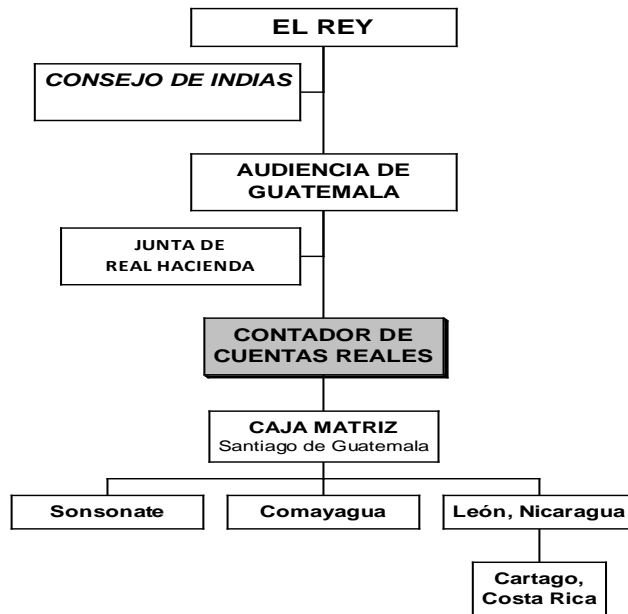 EL REY
CONSEJO DE INDIAS
AUDIENCIA DE
GUATEMALA
JUNTA DE
REAL HACIENDA
CONTADOR DE
CUENTAS REALES
CAJA MATRIZ
Santiago de Guatemala
Sonsonate
Comayagua
León, Nicaragua
Cartago,
Costa Rica